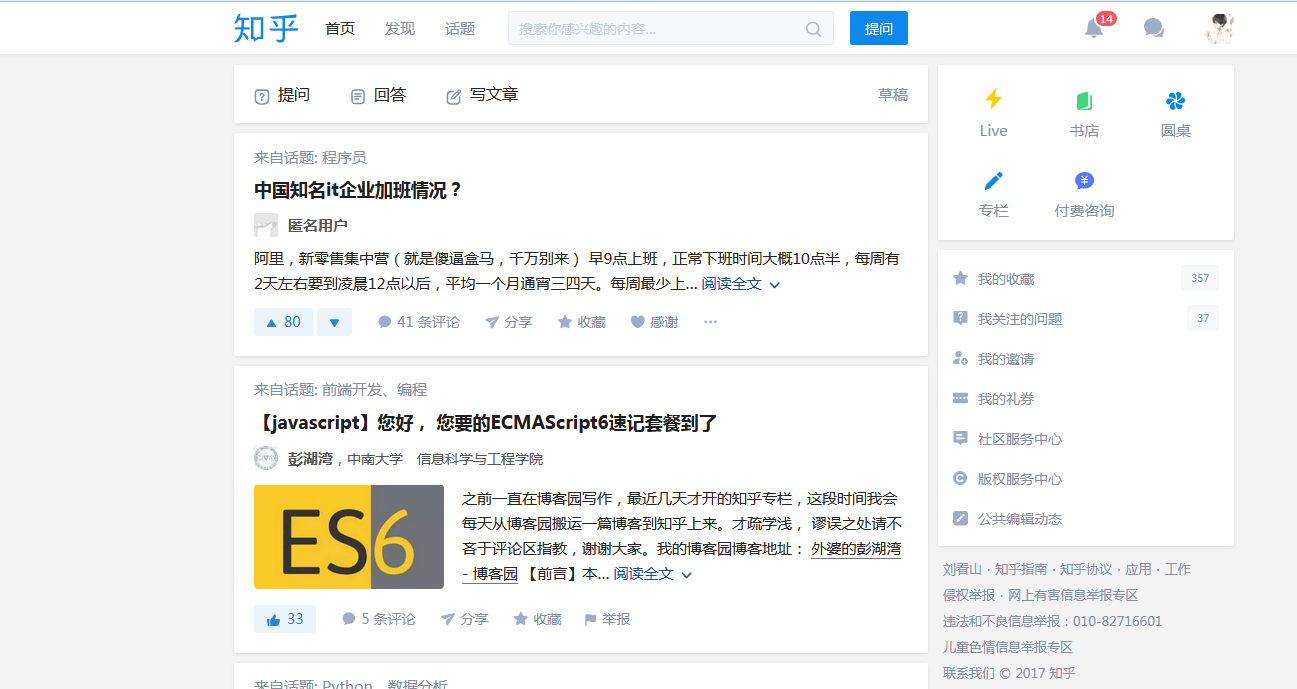 知乎 首页 发现 话题 搜索你感兴趣的内容... 提问 14
提问 回答 写文章 草稿
来自话题: 程序员
中国知名it企业加班情况？
匿名用户
阿里，新零售集中营（就是傻逼盒马，千万别来） 早9点上班，正常下班时间大概10点半，每周有
2天左右要到凌晨12点以后，平均一个月通宵三四天。每周最少上... 阅读全文
80 41 条评论 分享 收藏 感谢 ···
来自话题: 前端开发、编程
【javascript】您好， 您要的ECMAScript6速记套餐到了
彭湖湾，中南大学 信息科学与工程学院
ES6
之前一直在博客园写作，最近几天才开的知乎专栏，这段时间我会
每天从博客园搬运一篇博客到知乎上来。才疏学浅， 谬误之处请不
吝于评论区指教，谢谢大家。我的博客园博客地址： 外婆的彭湖湾
- 博客园 【前言】本... 阅读全文
33 5 条评论 分享 收藏 举报
来自话题: Python、数据分析
Live 书店 圆桌
专栏 付费咨询
我的收藏 357
我关注的问题 37
我的邀请
我的礼券
社区服务中心
版权服务中心
公共编辑动态
刘看山 · 知乎指南 · 知乎协议 · 应用 · 工作
侵权举报 · 网上有害信息举报专区
违法和不良信息举报：010-82716601
儿童色情信息举报专区
联系我们 © 2017 知乎